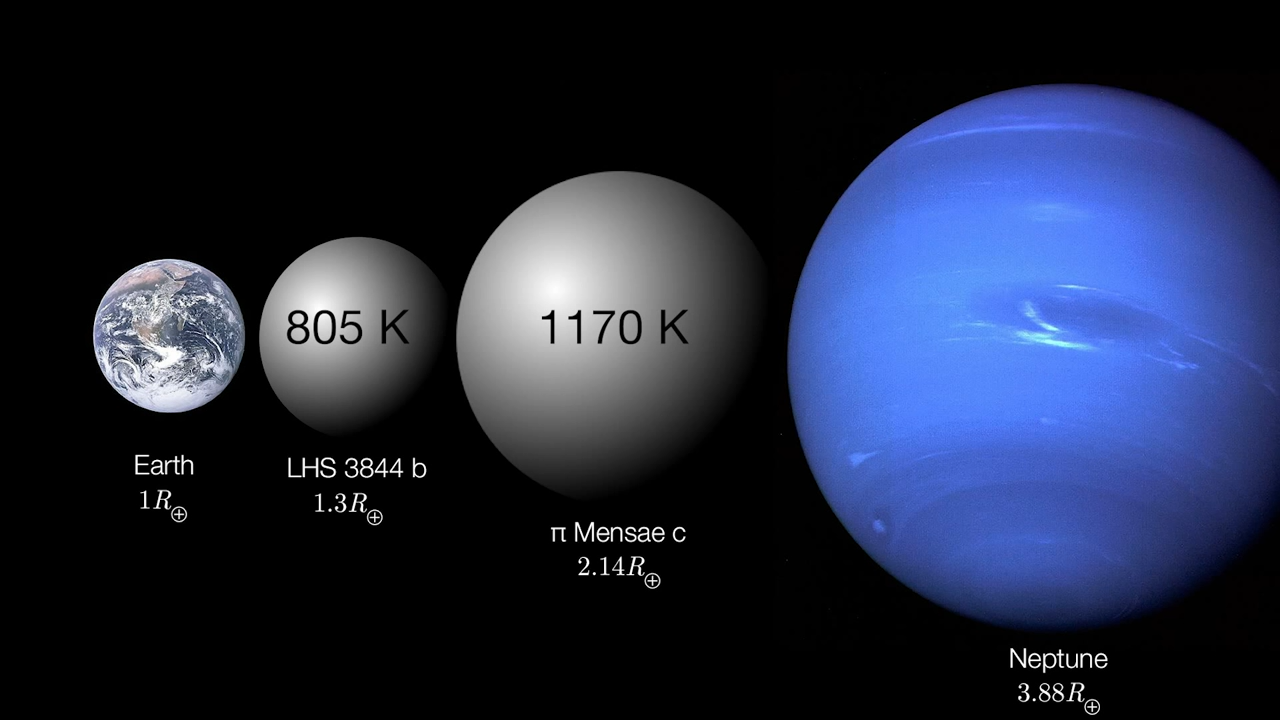 805 K
1170 K
Earth
1R⊕
LHS 3844 b
1.3R⊕
π Mensae c
2.14R⊕
Neptune
3.88R⊕